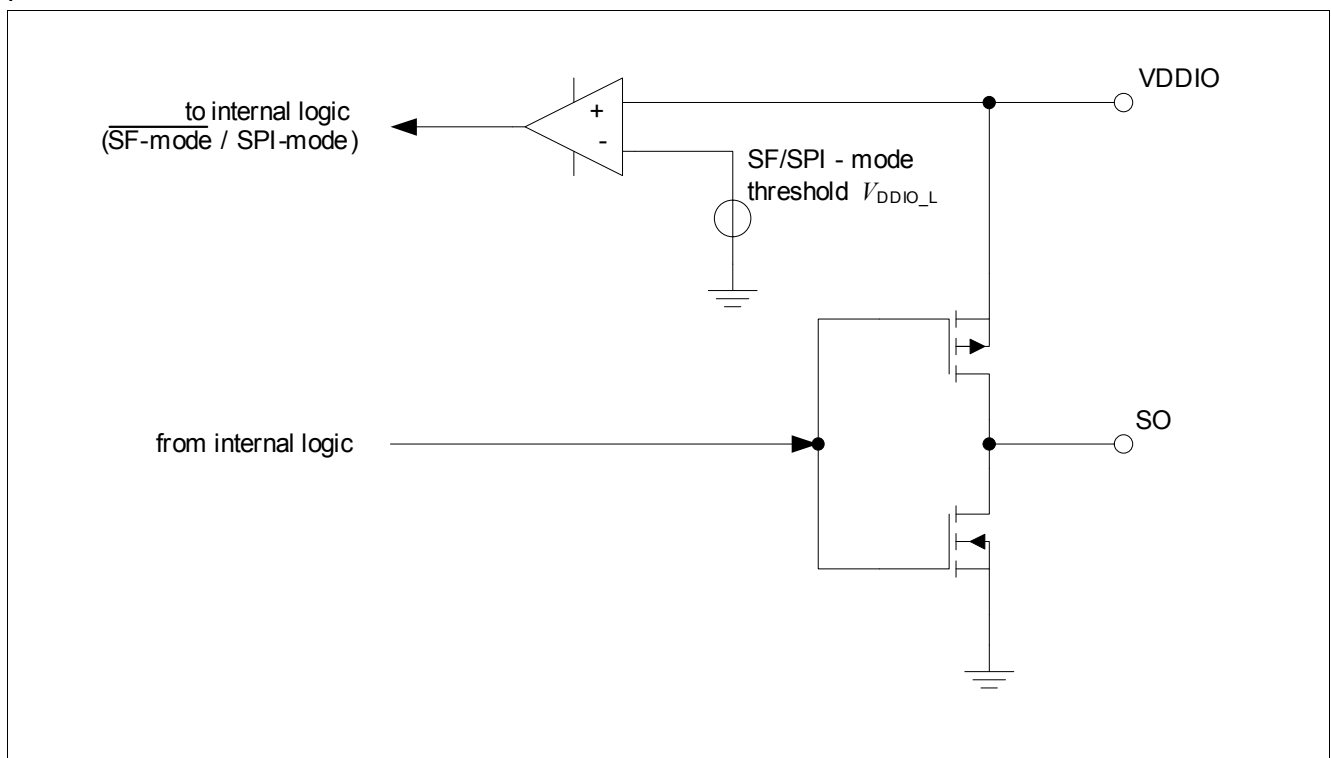 VDDIO
to internal logic
(SF-mode / SPI-mode)
+
-
SF/SPI - mode
threshold VDDIO_L
SO
from internal logic